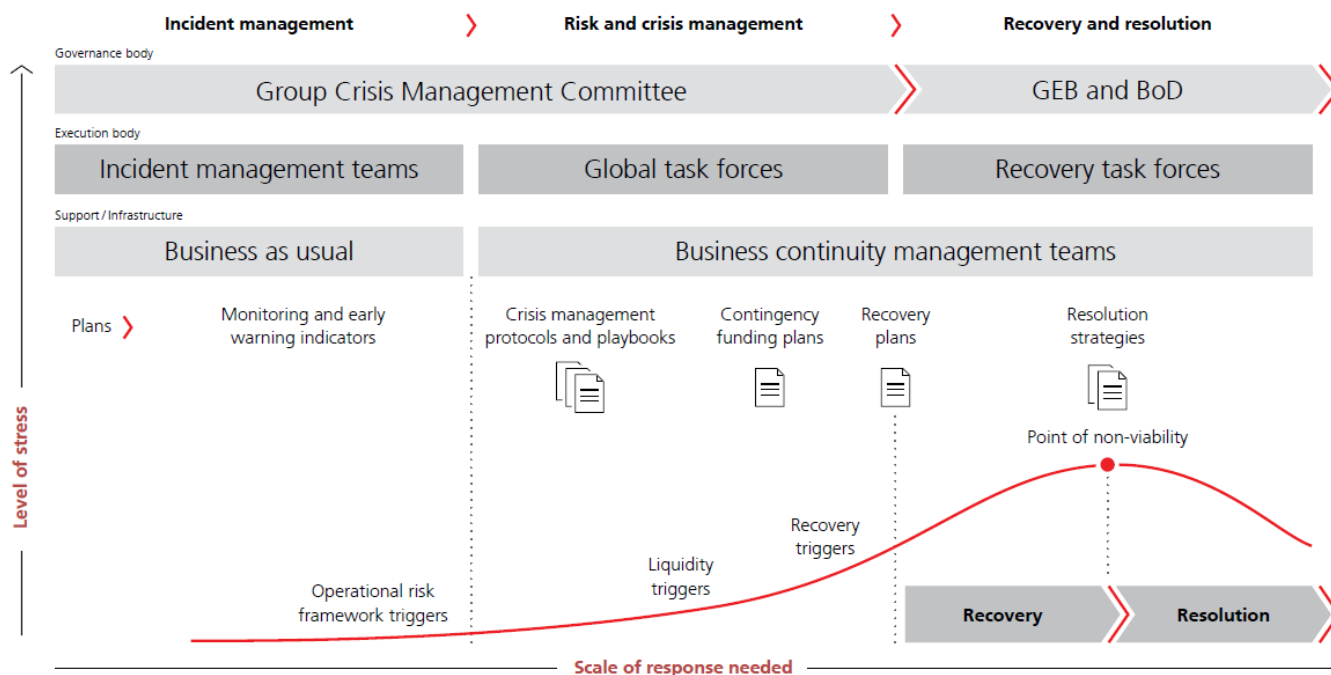 Incident management
Risk and crisis management
Recovery and resolution
Governance body
Group Crisis Management Committee
GEB and BoD
Execution body
Incident management teams
Global task forces
Recovery task forces
Support / Infrastructure
Business as usual
Business continuity management teams
Plans
Monitoring and early
warning indicators
Crisis management
protocols and playbooks
Contingency
funding plans
Recovery
plans
Resolution
strategies
Point of non-viability
Level of stress
Recovery
triggers
Liquidity
triggers
Operational risk
framework triggers
Recovery
Resolution
Scale of response needed